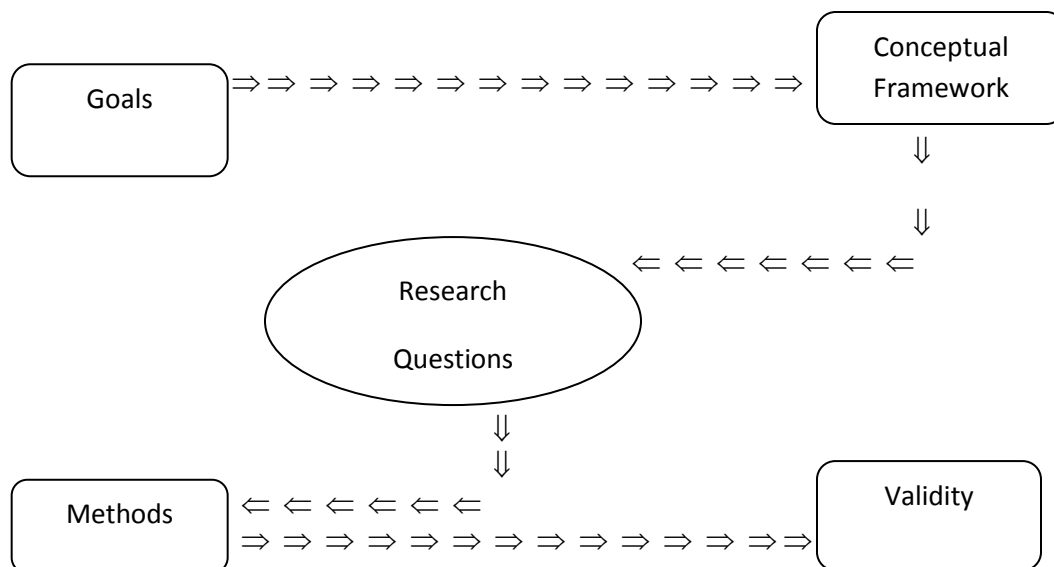 Goals
⇒⇒ ⇒ ⇒ ⇒ ⇒ ⇒ ⇒ ⇒ ⇒ ⇒ ⇒ ⇒ ⇒
Conceptual
Framework
⇓
⇓
⇐ ⇐ ⇐ ⇐ ⇐ ⇐ ⇐
Research
Questions
⇓
⇓
⇐ ⇐ ⇐ ⇐ ⇐ ⇐
Methods
⇒ ⇒ ⇒ ⇒ ⇒ ⇒ ⇒ ⇒ ⇒ ⇒ ⇒ ⇒ ⇒ ⇒
Validity